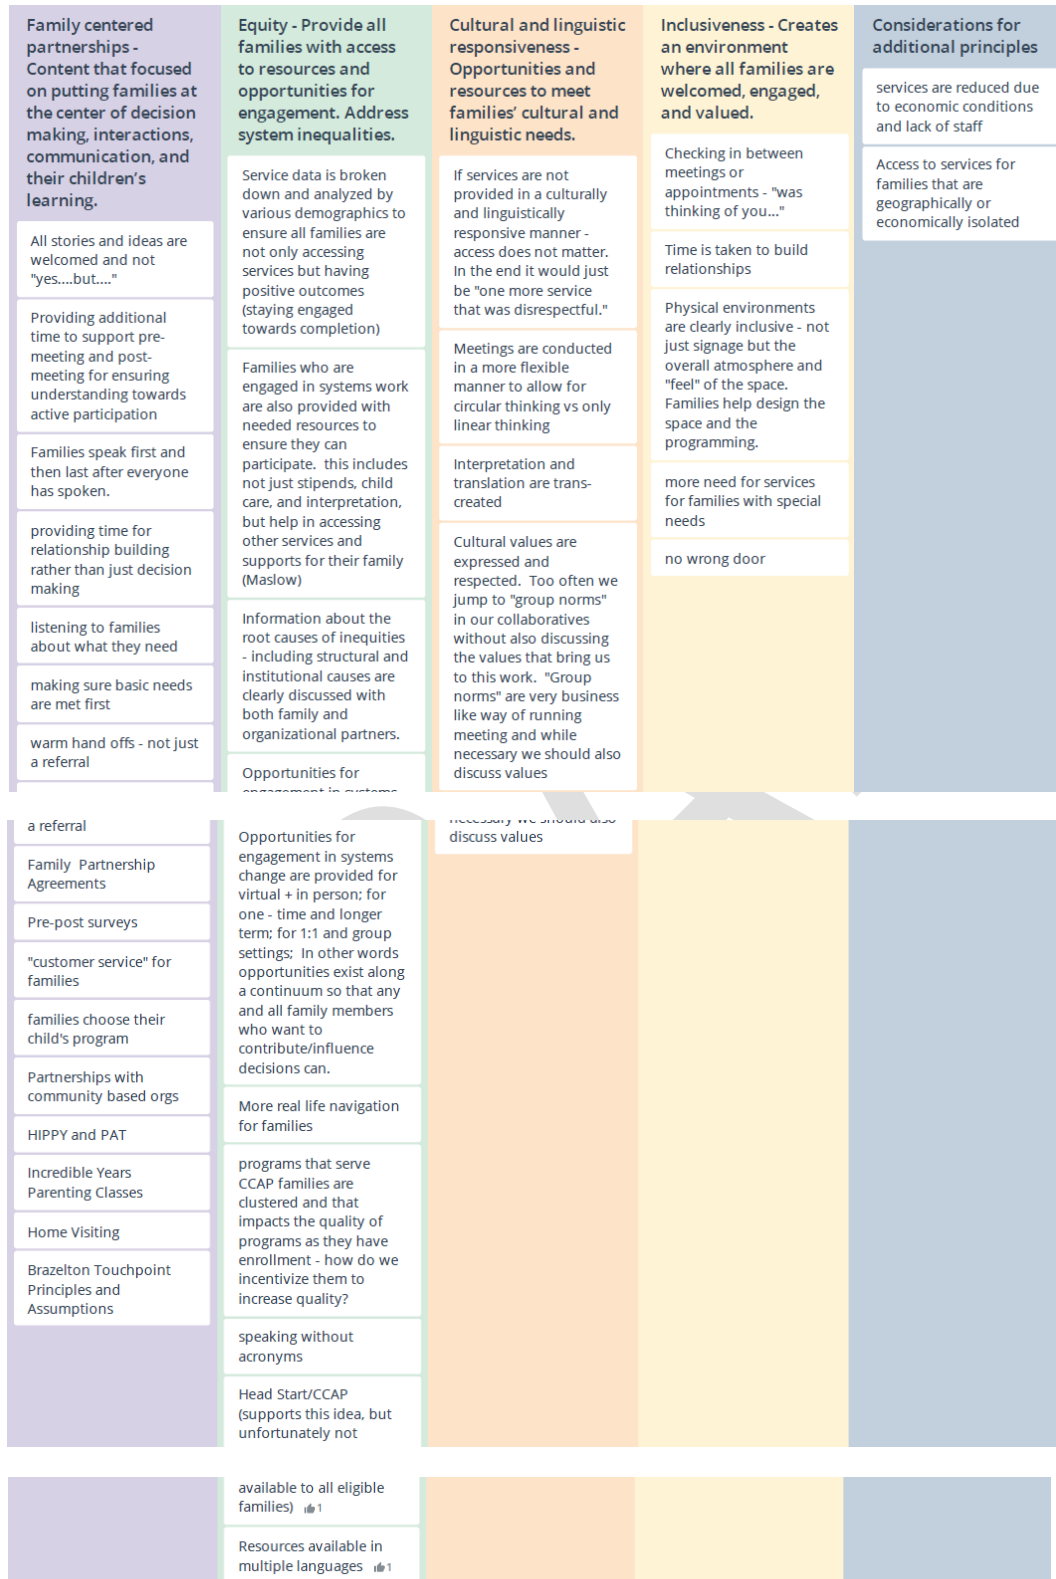 Family centered
partnerships -
Content that focused
on putting families at
the center of decision
making, interactions,
communication, and
their children's
learning.
All stories and ideas are
welcomed and not
"yes....but...."
Providing additional
time to support pre-
meeting and post-
meeting for ensuring
understanding towards
active participation
Families speak first and
then last after everyone
has spoken.
providing time for
relationship building
rather than just decision
making
listening to families
about what they need
making sure basic needs
are met first
warm hand offs - not just
a referral
Equity - Provide all
families with access
to resources and
opportunities for
engagement. Address
system inequalities.
Service data is broken
down and analyzed by
various demographics to
ensure all families are
not only accessing
services but having
positive outcomes
(staying engaged
towards completion)
Families who are
engaged in systems work
are also provided with
needed resources to
ensure they can
participate.  this includes
not just stipends, child
care, and interpretation,
but help in accessing
other services and
supports for their family
(Maslow)
Information about the
root causes of inequities
- including structural and
institutional causes are
clearly discussed with
both family and
organizational partners.
Opportunities for
engagement in systems
Cultural and linguistic
responsiveness -
Opportunities and
resources to meet
families' cultural and
linguistic needs.
If services are not
provided in a culturally
and linguistically
responsive manner -
access does not matter.
In the end it would just
be "one more service
that was disrespectful."
Meetings are conducted
in a more flexible
manner to allow for
circular thinking vs only
linear thinking
Interpretation and
translation are trans-
created
Cultural values are
expressed and
respected.  Too often we
jump to "group norms"
in our collaboratives
without also discussing
the values that bring us
to this work.  "Group
norms" are very business
like way of running
meeting and while
necessary we should also
discuss values
Inclusiveness - Creates
an environment
where all families are
welcomed, engaged,
and valued.
Checking in between
meetings or
appointments - "was
thinking of you..."
Time is taken to build
relationships
Physical environments
are clearly inclusive - not
just signage but the
overall atmosphere and
"feel" of the space.
Families help design the
space and the
programming.
more need for services
for families with special
needs
no wrong door
Considerations for
additional principles
services are reduced due
to economic conditions
and lack of staff
Access to services for
families that are
geographically or
economically isolated
a referral
Family  Partnership
Agreements
Pre-post surveys
"customer service" for
families
families choose their
child's program
Partnerships with
community based orgs
HIPPY and PAT
Incredible Years
Parenting Classes
Home Visiting
Brazelton Touchpoint
Principles and
Assumptions
Opportunities for
engagement in systems
change are provided for
virtual + in person; for
one - time and longer
term; for 1:1 and group
settings;  In other words
opportunities exist along
a continuum so that any
and all family members
who want to
contribute/influence
decisions can.
More real life navigation
for families
programs that serve
CCAP families are
clustered and that
impacts the quality of
programs as they have
enrollment - how do we
incentivize them to
increase quality?
speaking without
acronyms
Head Start/CCAP
(supports this idea, but
unfortunately not
necessary we should also
discuss values
available to all eligible
families) 1
Resources available in
multiple languages 1